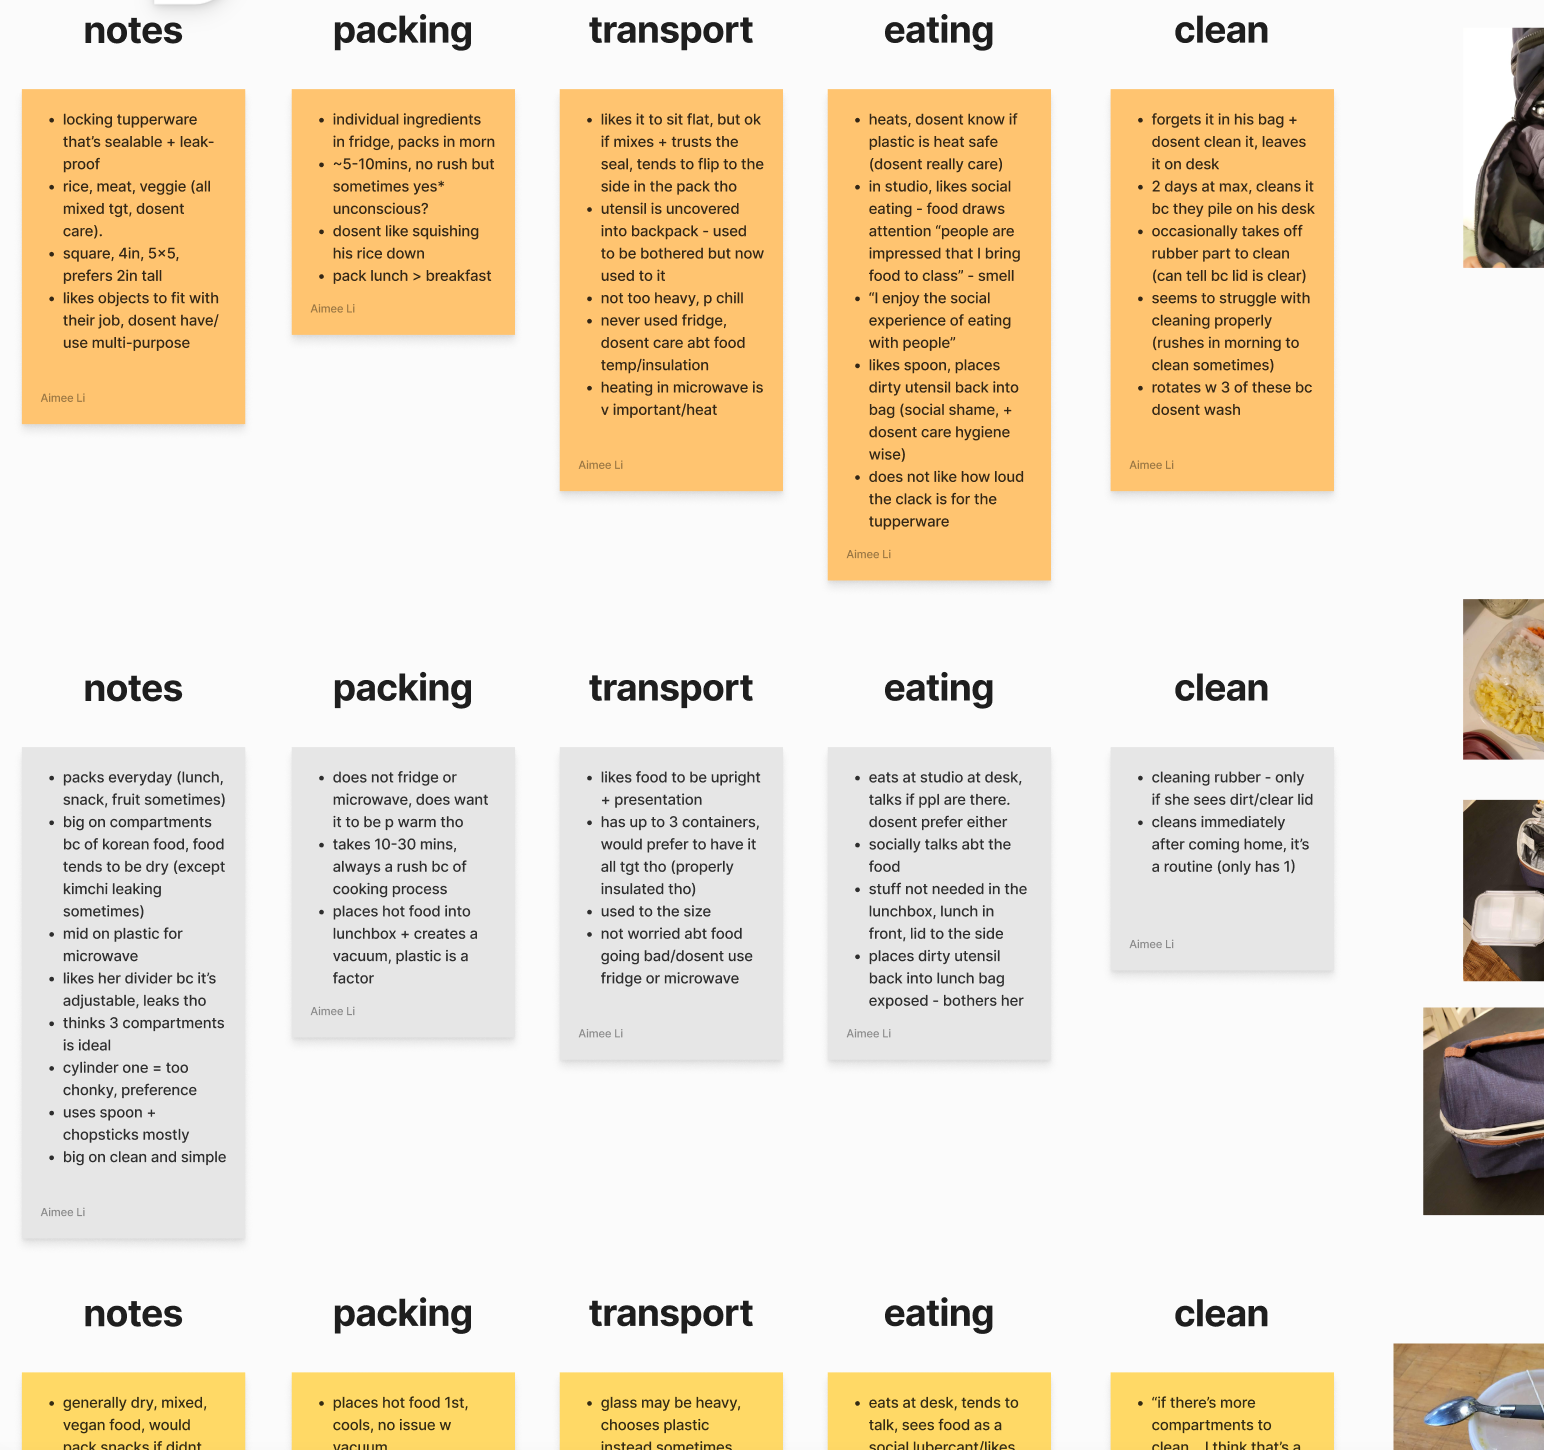 notes
packing
transport
eating
clean
• locking tupperware
that's sealable + leak-
proof
• rice, meat, veggie (all
mixed tgt, dosent
care).
• square, 4in, 5×5,
prefers 2in tall
• likes objects to fit with
their job, dosent have/
use multi-purpose
Aimee Li
• individual ingredients
in fridge, packs in morn
• ~5-10mins, no rush but
sometimes yes*
unconscious?
• dosent like squishing
his rice down
• pack lunch > breakfast
Aimee Li
• likes it to sit flat, but ok
if mixes + trusts the
seal, tends to flip to the
side in the pack tho
• utensil is uncovered
into backpack - used
to be bothered but now
used to it
• not too heavy, p chill
• never used fridge,
dosent care abt food
temp/insulation
• heating in microwave is
v important/heat
Aimee Li
• heats, dosent know if
plastic is heat safe
(dosent really care)
• in studio, likes social
eating - food draws
attention “people are
impressed that I bring
food to class” - smell
• “I enjoy the social
experience of eating
with people”
• likes spoon, places
dirty utensil back into
bag (social shame, +
dosent care hygiene
wise)
• does not like how loud
the clack is for the
tupperware
Aimee Li
• forgets it in his bag +
dosent clean it, leaves
it on desk
• 2 days at max, cleans it
bc they pile on his desk
• occasionally takes off
rubber part to clean
(can tell bc lid is clear)
• seems to struggle with
cleaning properly
(rushes in morning to
clean sometimes)
• rotates w 3 of these bc
dosent wash
Aimee Li
notes
packing
transport
eating
clean
• packs everyday (lunch,
snack, fruit sometimes)
• big on compartments
bc of korean food, food
tends to be dry (except
kimchi leaking
sometimes)
• mid on plastic for
microwave
• likes her divider bc it's
adjustable, leaks tho
• thinks 3 compartments
is ideal
• cylinder one = too
chonky, preference
• uses spoon +
chopsticks mostly
• big on clean and simple
Aimee Li
• does not fridge or
microwave, does want
it to be p warm tho
• takes 10-30 mins,
always a rush bc of
cooking process
• places hot food into
lunchbox + creates a
vacuum, plastic is a
factor
Aimee Li
• likes food to be upright
+ presentation
• has up to 3 containers,
would prefer to have it
all tgt tho (properly
insulated tho)
• used to the size
• not worried abt food
going bad/dosent use
fridge or microwave
Aimee Li
• eats at studio at desk,
talks if ppl are there.
dosent prefer either
• socially talks abt the
food
• stuff not needed in the
lunchbox, lunch in
front, lid to the side
• places dirty utensil
back into lunch bag
exposed - bothers her
Aimee Li
• cleaning rubber - only
if she sees dirt/clear lid
• cleans immediately
after coming home, it's
a routine (only has 1)
Aimee Li
notes
packing
transport
eating
clean
• generally dry, mixed,
vegan food, would
pack snacks if didnt
• places hot food 1st,
cools, no issue w
vacuum
• glass may be heavy,
chooses plastic
instead sometimes
• eats at desk, tends to
talk, sees food as a
social lubercant/likes
• “if there's more
compartments to
clean... I think that's a